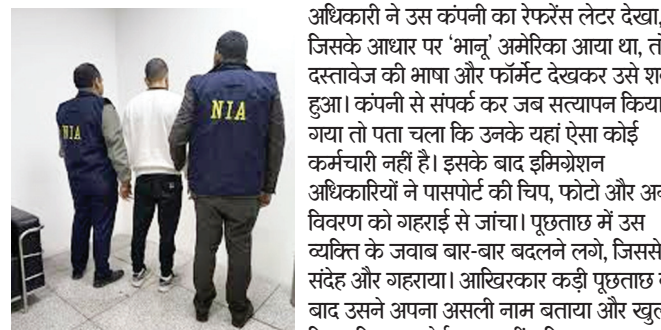 NIA
NIA
अधिकारी ने उस कंपनी का रेफरेंस लेटर देखा,
जिसके आधार पर ‘भानू’ अमेरिका आया था, तो
दस्तावेज की भाषा और फॉर्मेट देखकर उसे
हुआ। कंपनी से संपर्क कर जब सत्यापन किया
गया तो पता चला कि उनके यहां ऐसा कोई
कर्मचारी नहीं है। इसके बाद इमिग्रेशन
अधिकारियों ने पासपोर्ट की चिप, फोटो और
विवरण को गहराई से जांचा। पूछताछ में उस
व्यक्ति के जवाब बार-बार बदलने लगे, जिससे
संदेह और गहराया। आखिरकार कड़ी पूछताछ
बाद उसने अपना असली नाम बताया और